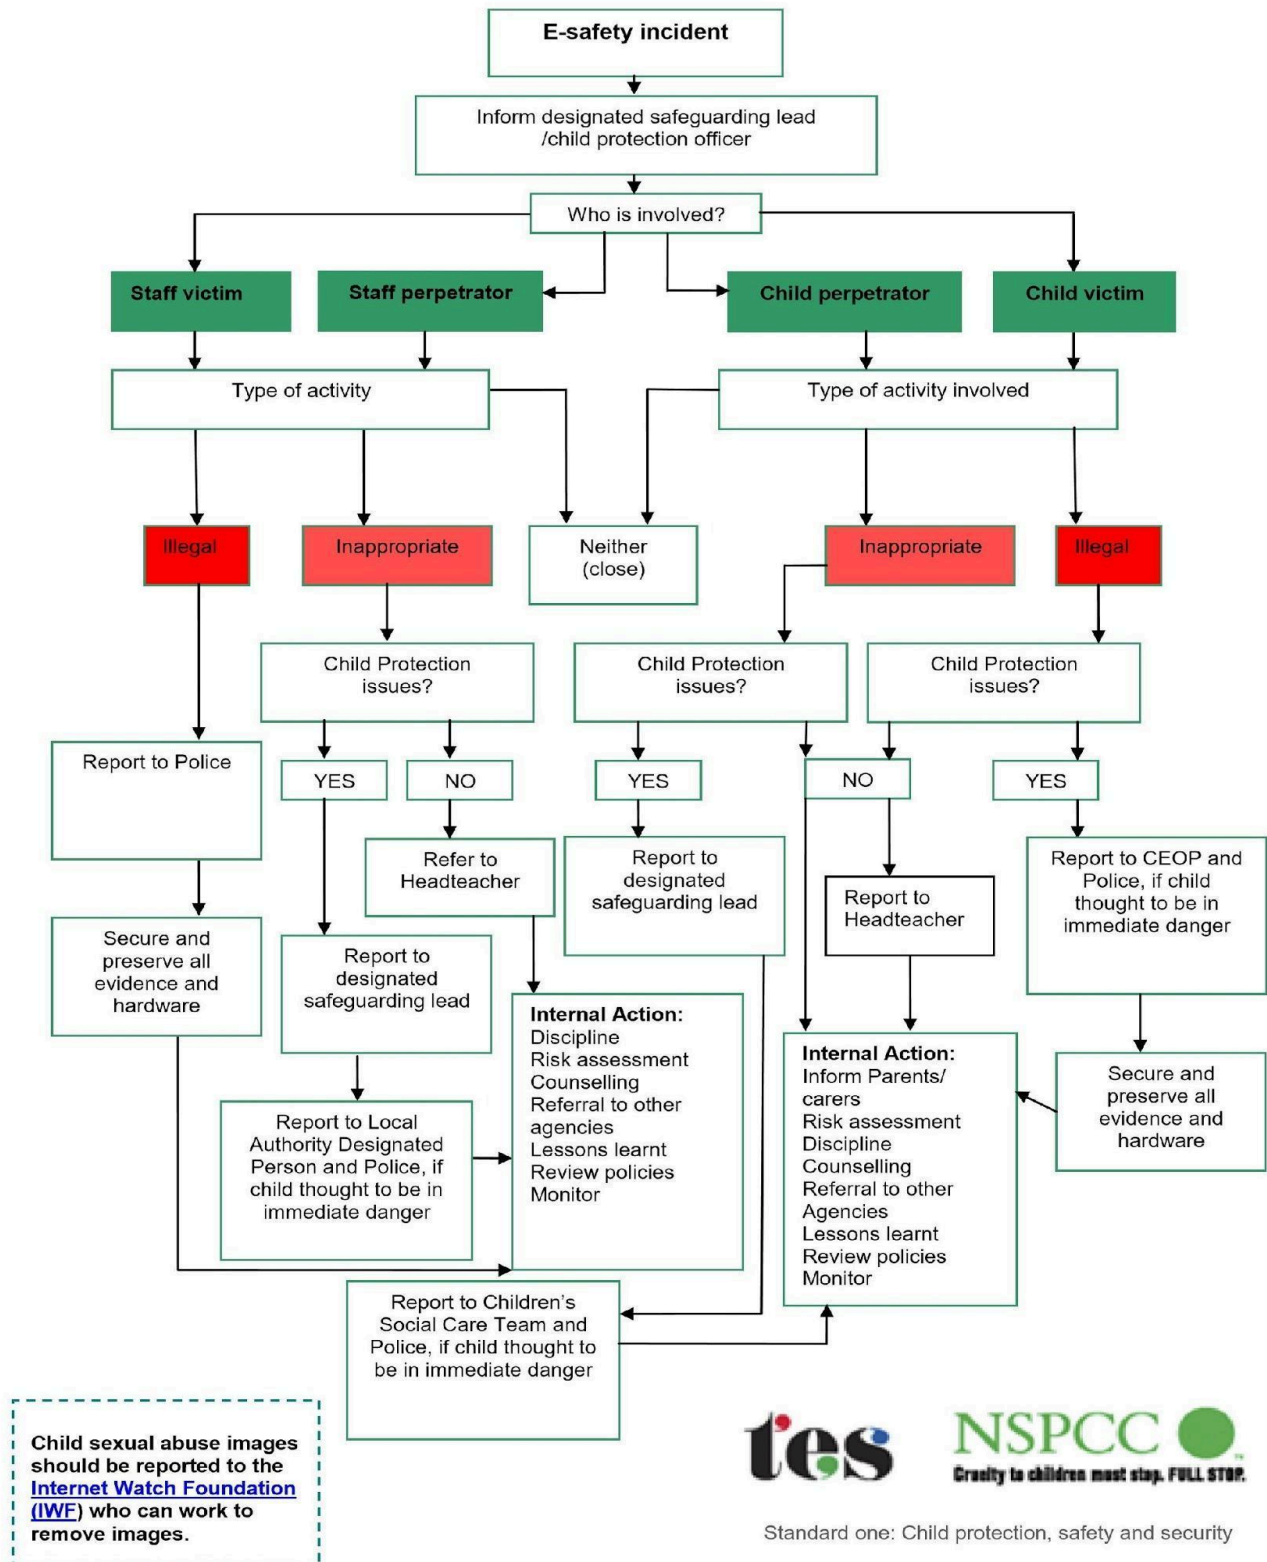 E-safety incident
Inform designated safeguarding lead
/child protection officer
Who is involved?
Staff victim
Staff perpetrator
Child perpetrator
Child victim
Type of activity
Type of activity involved
Illegal
Inappropriate
Neither
(close)
Inappropriate
Illegal
Child Protection
issues?
Child Protection
issues?
Child Protection
issues?
Report to Police
YES
NO
YES
NO
YES
Refer to
Headteacher
Report to
designated
safeguarding lead
Report to
Headteacher
Report to CEOP and
Police, if child
thought to be in
immediate danger
Secure and
preserve all
evidence and
hardware
Report to
designated
safeguarding lead
Internal Action:
Discipline
Risk assessment
Counselling
Referral to other
agencies
Lessons learnt
Review policies
Monitor
Internal Action:
Inform Parents/
carers
Risk assessment
Discipline
Counselling
Referral to other
Agencies
Lessons learnt
Review policies
Monitor
Secure and
preserve all
evidence and
hardware
Report to Local
Authority Designated
Person and Police, if
child thought to be in
immediate danger
Report to Children's
Social Care Team and
Police, if child thought to
be in immediate danger
Child sexual abuse images
should be reported to the
Internet Watch Foundation
(IWF) who can work to
remove images.
tes
NSPCC
Cruelty to children must stop. FULL STOP.
Standard one: Child protection, safety and security